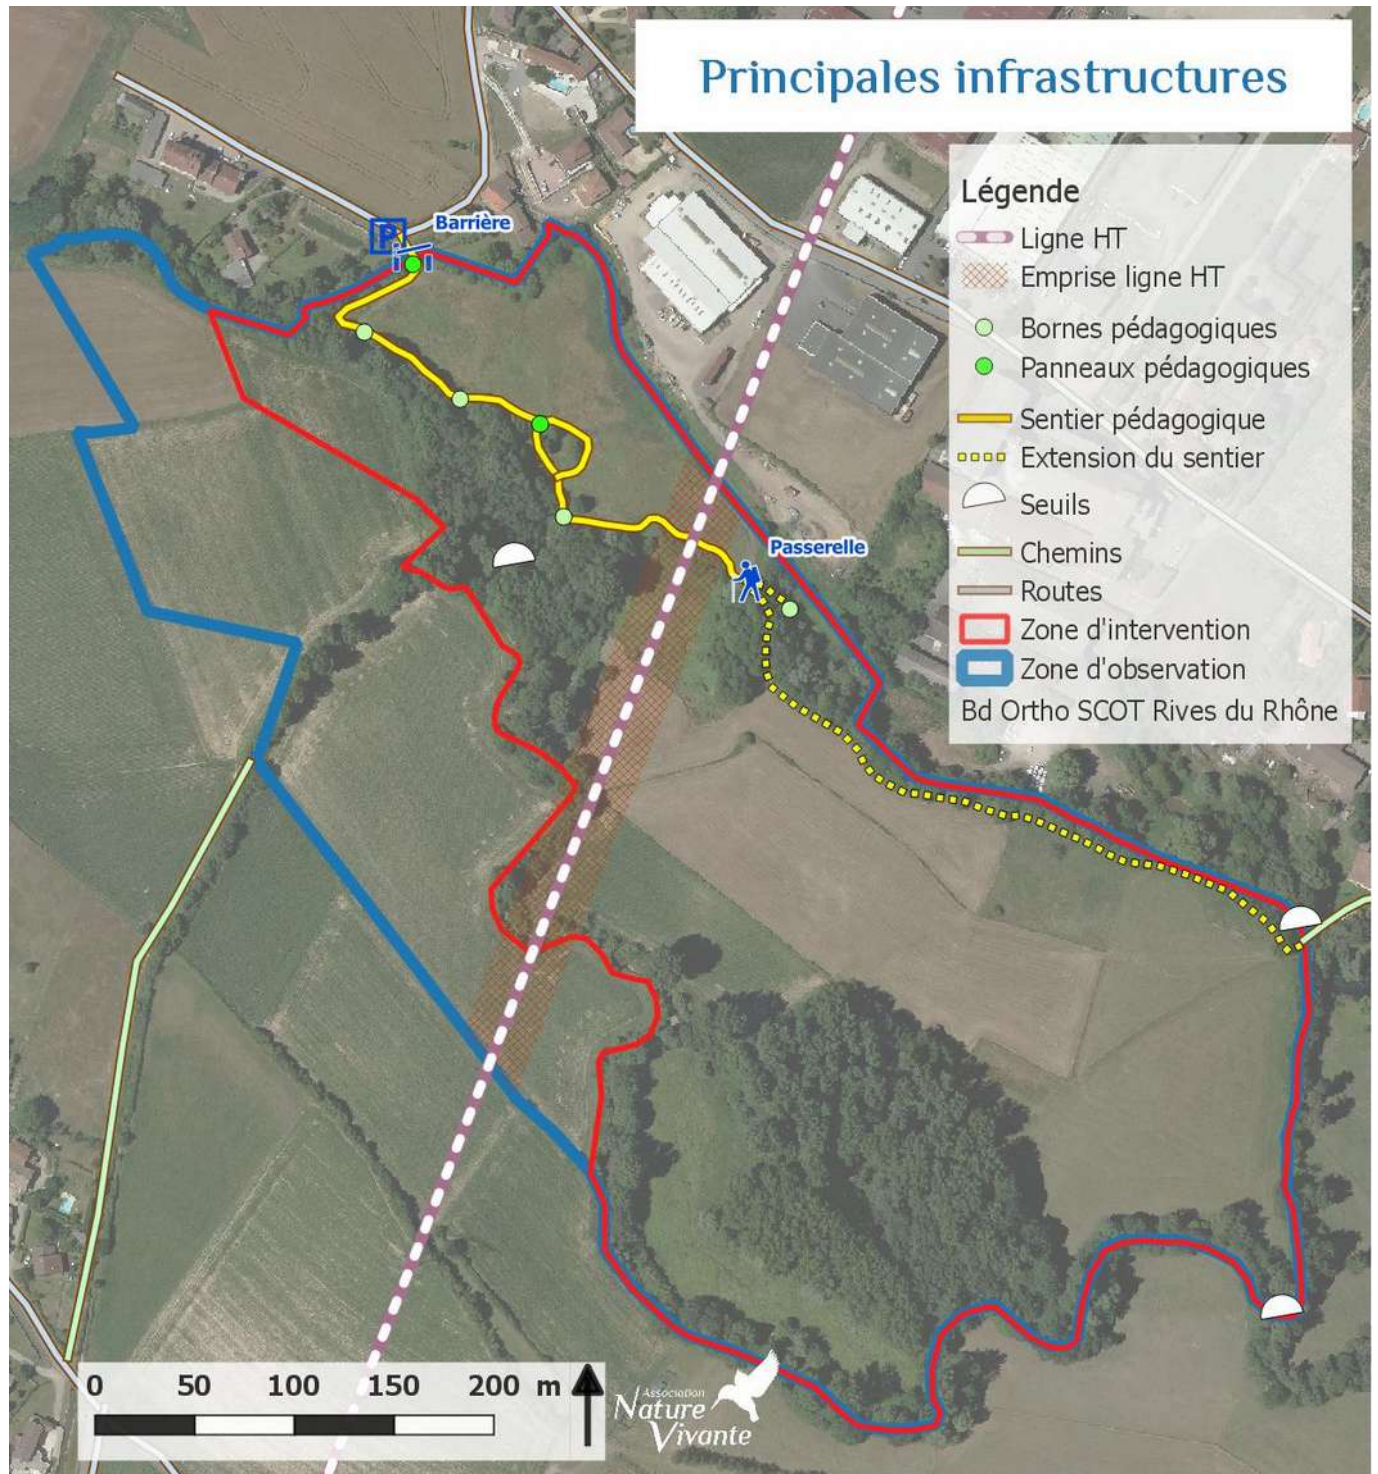 Principales infrastructures
Légende
Ligne HT
Emprise ligne HT
Bornes pédagogiques
Panneaux pédagogiques
Sentier pédagogique
Extension du sentier
Seuils
Chemins
Routes
Zone d'intervention
Zone d'observation
Bd Ortho SCOT Rives du Rhône
P
Barrière
Passerelle
0 50 100 150 200 m
Association
Nature
Vivante